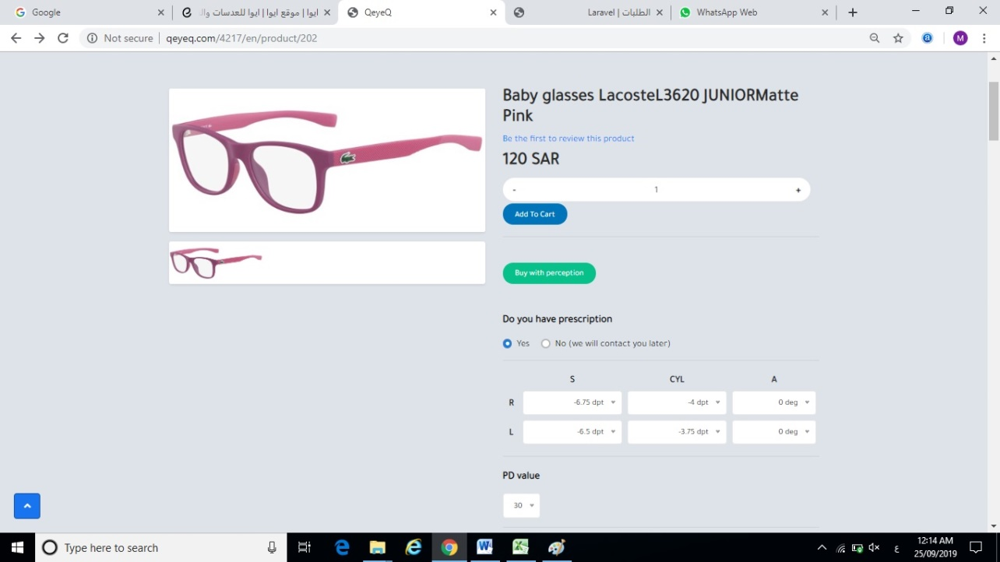 Google
ايوا | موقع ايوا | ايوا للعدسات وال
QeyeQ
الطلبات | Laravel
WhatsApp Web
Not secure
qeyeq.com/4217/en/product/202
M
Baby glasses LacosteL3620 JUNIORMatte
Pink
Be the first to review this product
120 SAR
- 1 +
Add To Cart
Buy with perception
Do you have prescription
Yes No (we will contact you later)
S CYL A
R -6.75 dpt -4 dpt 0 deg
L -6.5 dpt -3.75 dpt 0 deg
PD value
30
Type here to search
ع
12:14 AM
25/09/2019